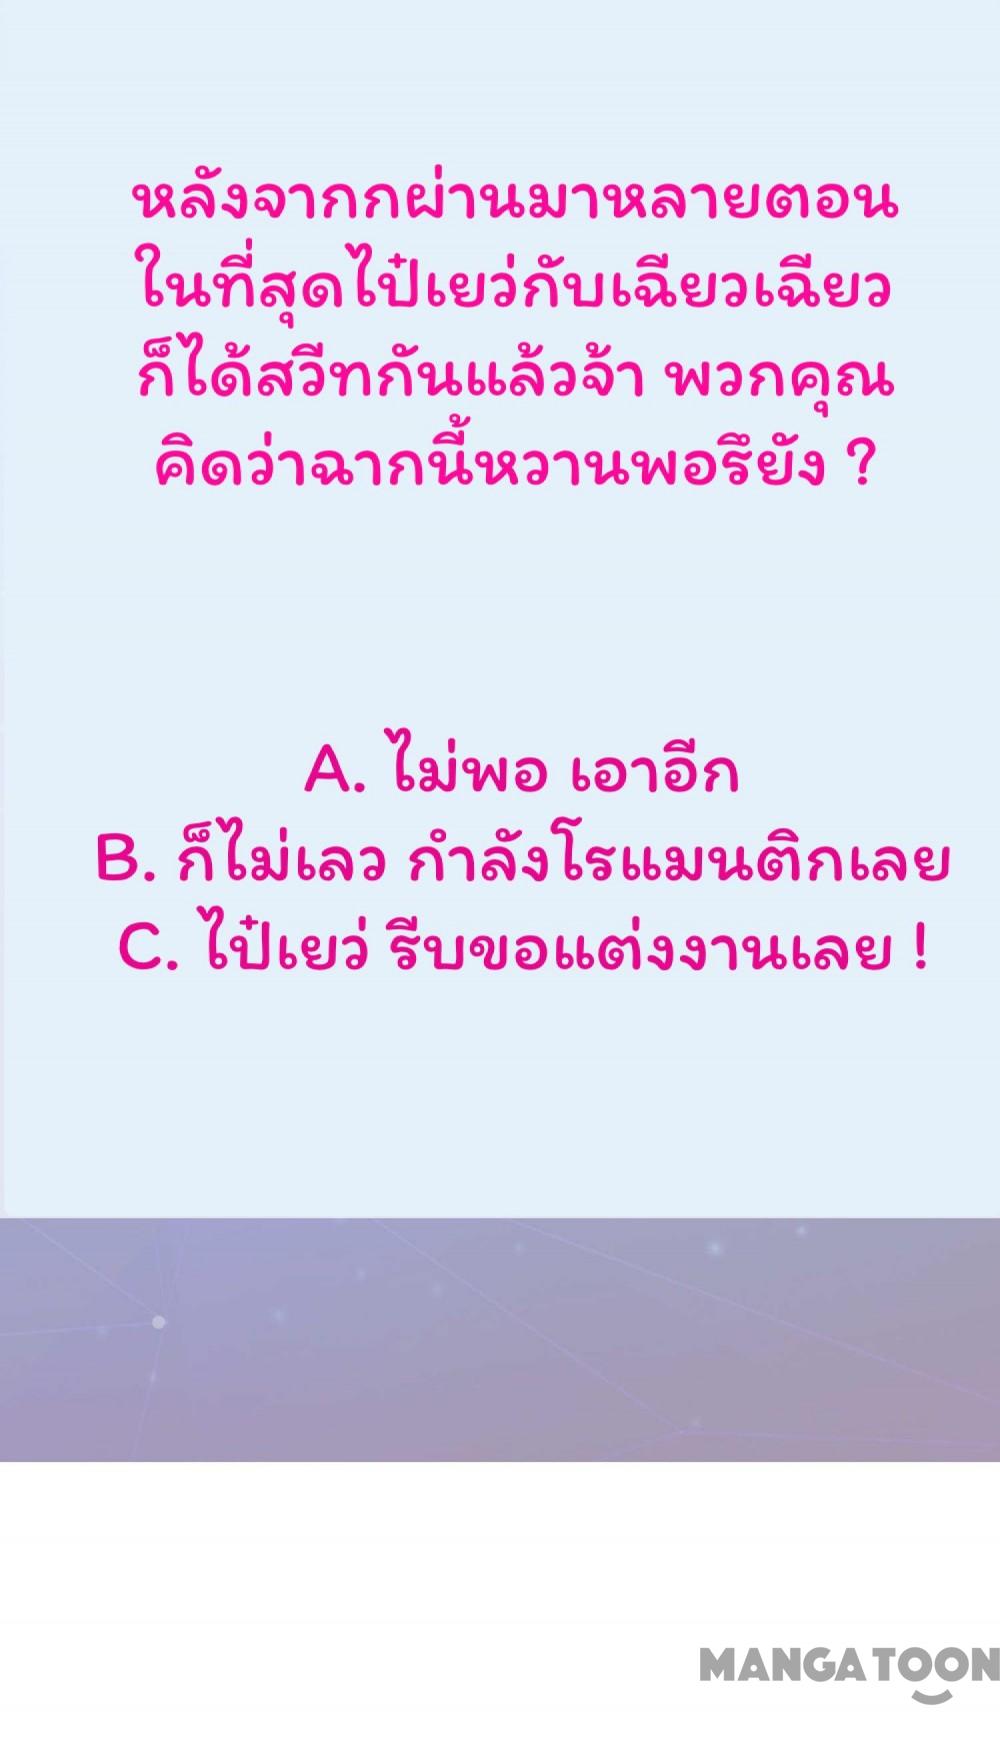 หลังจากกผ่านมาหลายตอน
ในที่สุดไป๋เยว่กับเฉียวเฉียว
ก็ได้สวีทกันแล้วจ้า พวกคุณ
คิดว่าฉากนี้หวานพอรึยัง ?
A. ไม่พอ เอาอีก
B. ก็ไม่เลว กำลังโรแมนติกเลย
C. ไป๋เยว่ รีบขอแต่งงานเลย !
MANGATOON